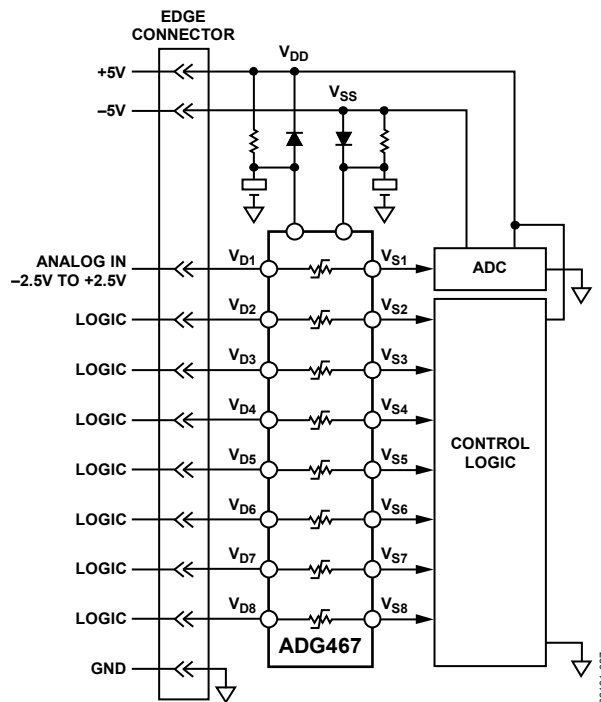 EDGE
CONNECTOR
VDD
+5V
VSS
–5V
ANALOG IN
–2.5V TO +2.5V
VD1
VS1
ADC
LOGIC
VD2
VS2
LOGIC
VD3
VS3
LOGIC
VD4
VS4
CONTROL
LOGIC
LOGIC
VD5
VS5
LOGIC
VD6
VS6
LOGIC
VD7
VS7
LOGIC
VD8
VS8
ADG467
GND